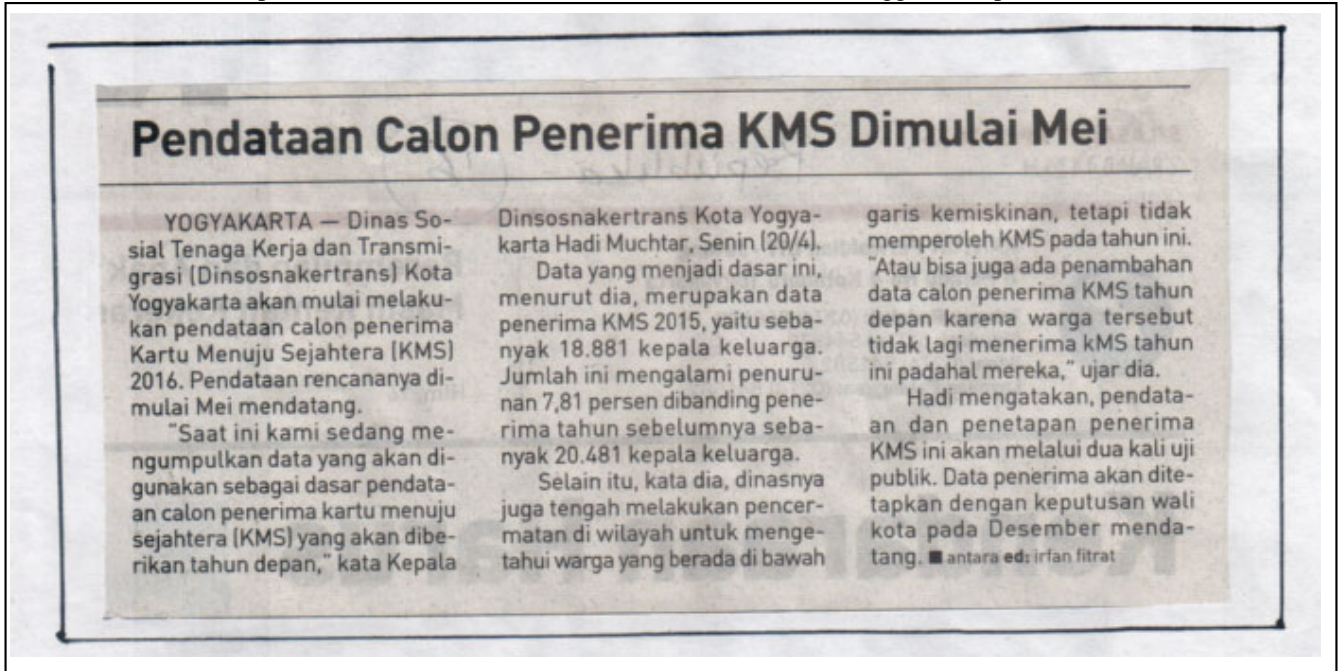 Pendataan Calon Penerima KMS Dimulai Mei
YOGYAKARTA — Dinas So-
sial Tenaga Kerja dan Transmi-
grasi (Dinsosnakertrans) Kota
Yogyakarta akan mulai melaku-
kan pendataan calon penerima
Kartu Menuju Sejahtera (KMS)
2016. Pendataan rencananya di-
mulai Mei mendatang.
"Saat ini kami sedang me-
ngumpulkan data yang akan di-
gunakan sebagai dasar pendata-
an calon penerima kartu menuju
sejahtera (KMS) yang akan dibe-
rikan tahun depan," kata Kepala
Dinsosnakertrans Kota Yogya-
karta Hadi Muchtar, Senin (20/4).
Data yang menjadi dasar ini,
menurut dia, merupakan data
penerima KMS 2015, yaitu seba-
nyak 18.881 kepala keluarga.
Jumlah ini mengalami penuru-
nan 7,81 persen dibanding pene-
rima tahun sebelumnya seba-
nyak 20.481 kepala keluarga.
Selain itu, kata dia, dinasnya
juga tengah melakukan pencer-
matan di wilayah untuk menge-
tahui warga yang berada di bawah
garis kemiskinan, tetapi tidak
memperoleh KMS pada tahun ini.
"Atau bisa juga ada penambahan
data calon penerima KMS tahun
depan karena warga tersebut
tidak lagi menerima kMS tahun
ini padahal mereka," ujar dia.
Hadi mengatakan, pendata-
an dan penetapan penerima
KMS ini akan melalui dua kali uji
publik. Data penerima akan dite-
tapkan dengan keputusan wali
kota pada Desember menda-
tang. ■ antara ed: irfan fitrat